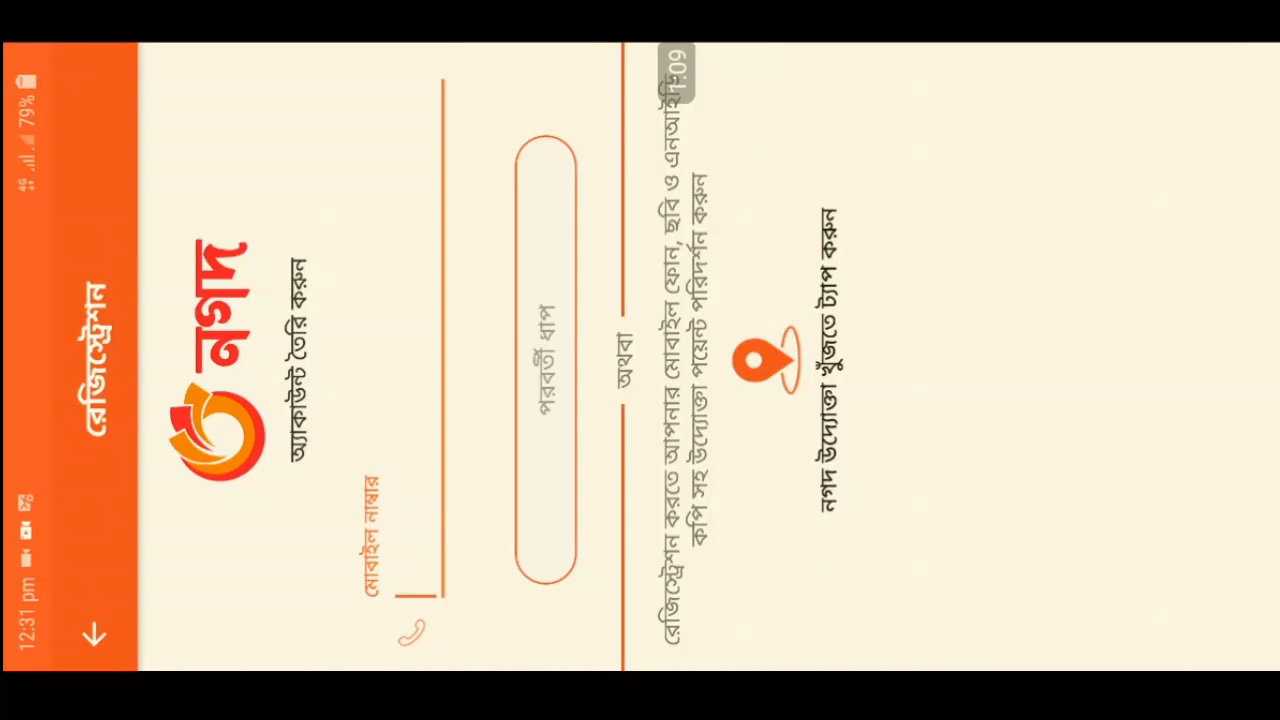 12:31 pm
4G 79%
রেজিস্ট্রেশন
নগদ
অ্যাকাউন্ট তৈরি করুন
মোবাইল নাম্বার
পরবর্তী ধাপ
অথবা
1:09
রেজিস্ট্রেশন করতে আপনার মোবাইল ফোন, ছবি ও এনআইডি
কপি সহ উদ্যোক্তা পয়েন্ট পরিদর্শন করুন
নগদ উদ্যোক্তা খুঁজতে ট্যাপ করুন